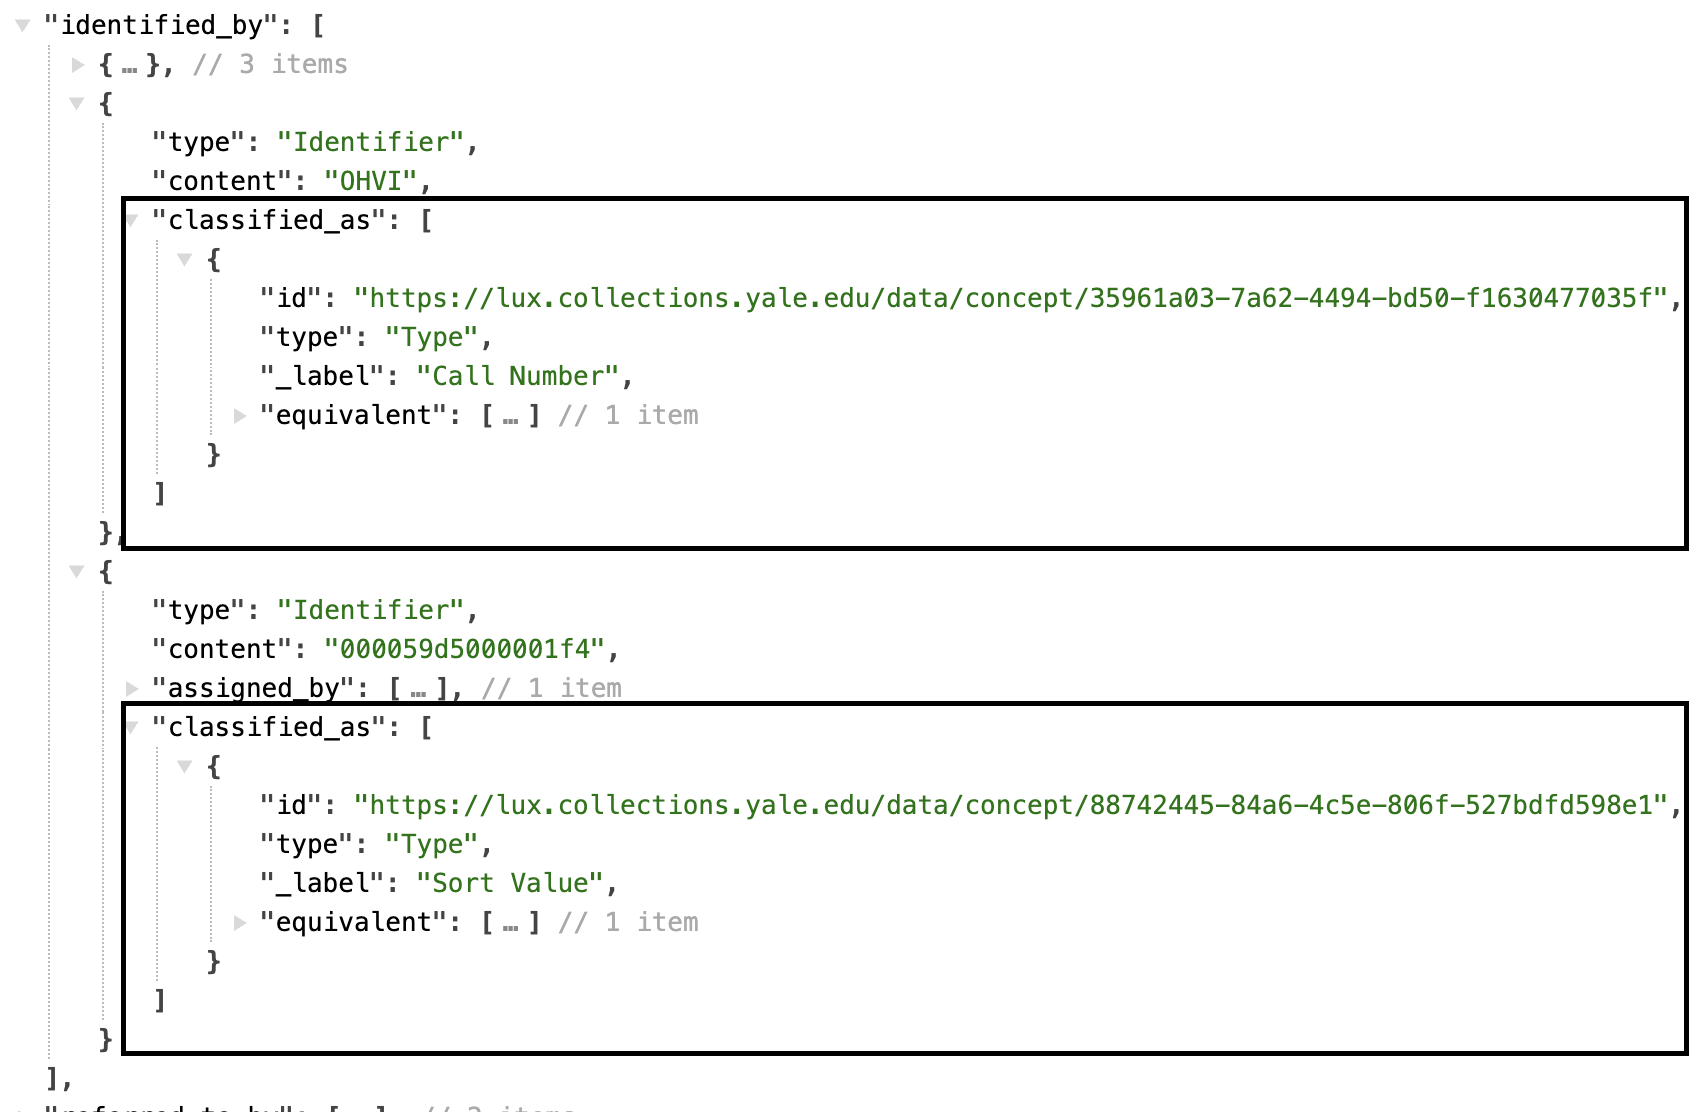 "identified_by": [
{ … }, // 3 items
{
"type": "Identifier",
"content": "OHVI",
"classified_as": [
{
"id": "https://lux.collections.yale.edu/data/concept/35961a03-7a62-4494-bd50-f1630477035f",
"type": "Type",
"_label": "Call Number",
"equivalent": [ … ] // 1 item
}
]
},
{
"type": "Identifier",
"content": "000059d5000001f4",
"assigned_by": [ … ], // 1 item
"classified_as": [
{
"id": "https://lux.collections.yale.edu/data/concept/88742445-84a6-4c5e-806f-527bdfd598e1",
"type": "Type",
"_label": "Sort Value",
"equivalent": [ … ] // 1 item
}
]
}
],
"referred_to_by": [ … ], // 2 items